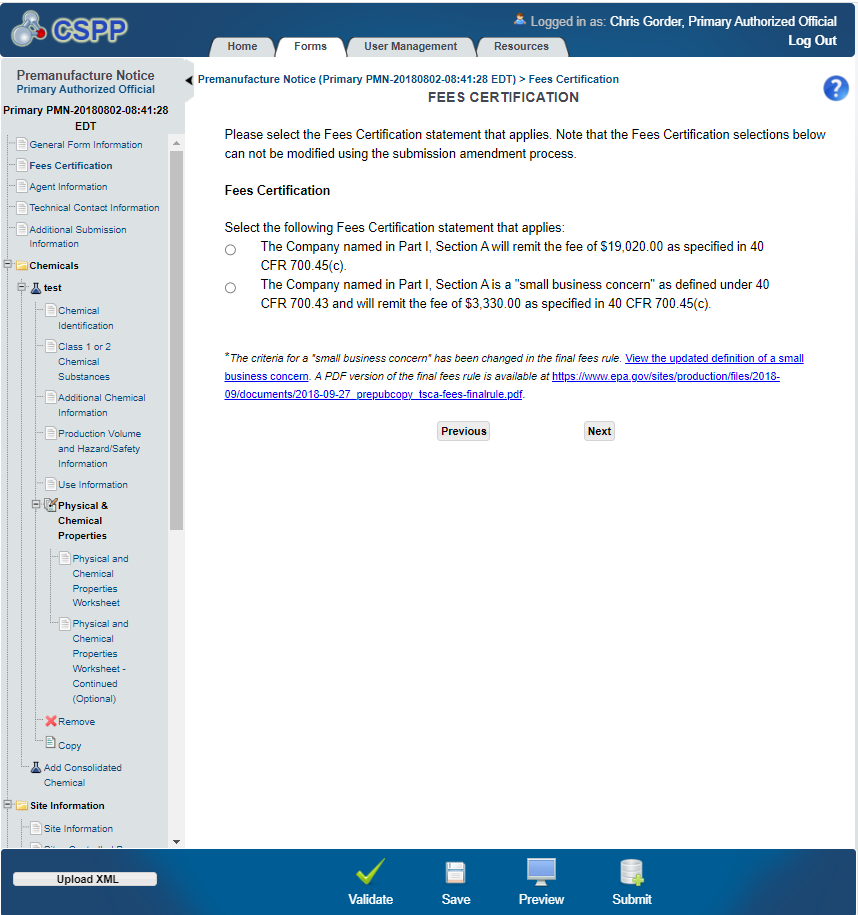 CSPP
Logged in as: Chris Gorder, Primary Authorized Official
Log Out
Home
Forms
User Management
Resources
Premanufacture Notice
Primary Authorized Official
Primary PMN-20180802-08:41:28
EDT
General Form Information
Fees Certification
Agent Information
Technical Contact Information
Additional Submission
Information
Chemicals
test
Chemical
Identification
Class 1 or 2
Chemical
Substances
Additional Chemical
Information
Production Volume
and Hazard/Safety
Information
Use Information
Physical &
Chemical
Properties
Physical and
Chemical
Properties
Worksheet
Physical and
Chemical
Properties
Worksheet -
Continued
(Optional)
Remove
Copy
Add Consolidated
Chemical
Site Information
Site Information
Premanufacture Notice (Primary PMN-20180802-08:41:28 EDT) > Fees Certification
FEES CERTIFICATION
?
Please select the Fees Certification statement that applies. Note that the Fees Certification selections below
can not be modified using the submission amendment process.
Fees Certification
Select the following Fees Certification statement that applies:
The Company named in Part I, Section A will remit the fee of $19,020.00 as specified in 40
CFR 700.45(c).
The Company named in Part I, Section A is a "small business concern" as defined under 40
CFR 700.43 and will remit the fee of $3,330.00 as specified in 40 CFR 700.45(c).
*The criteria for a "small business concern" has been changed in the final fees rule. View the updated definition of a small
business concern. A PDF version of the final fees rule is available at https://www.epa.gov/sites/production/files/2018-
09/documents/2018-09-27_prepubcopy_tsca-fees-finalrule.pdf.
Previous
Next
Upload XML
Validate
Save
Preview
Submit